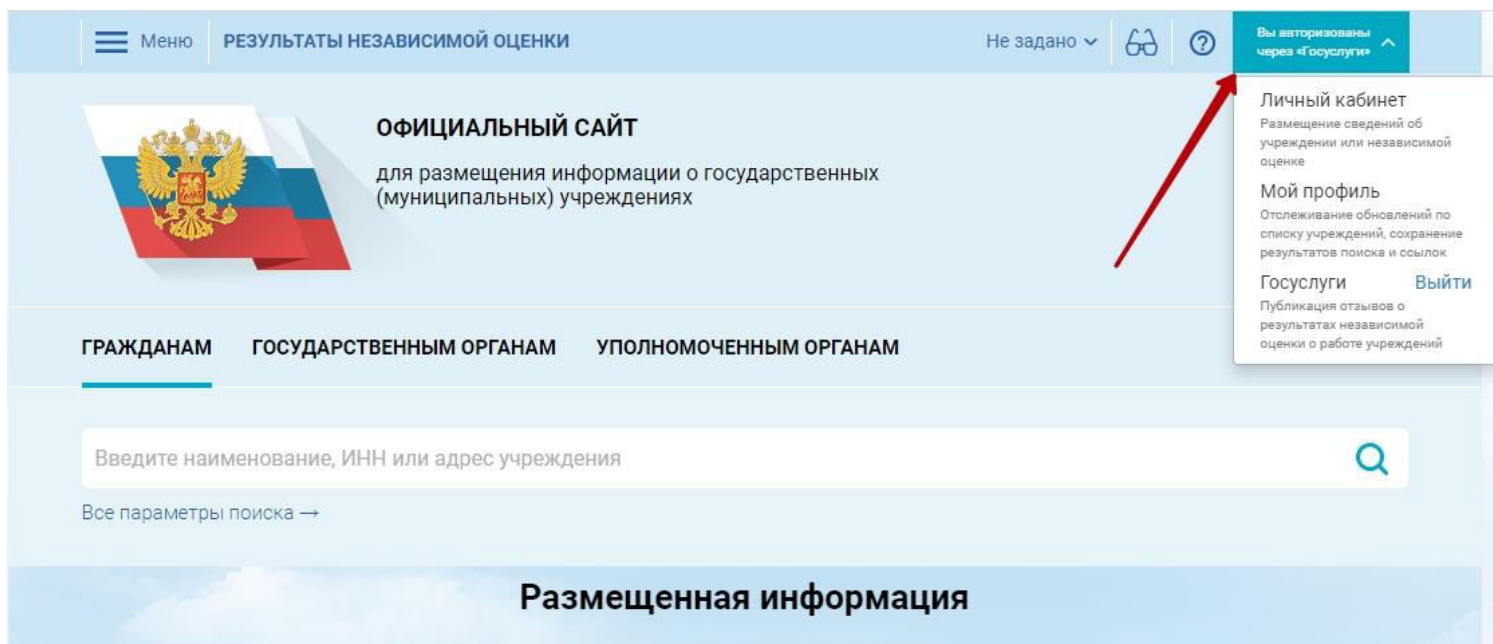 Меню
РЕЗУЛЬТАТЫ НЕЗАВИСИМОЙ ОЦЕНКИ
Не задано
Вы авторизованы
через «Госуслуги»
Личный кабинет
Размещение сведений об
учреждении или независимой
оценке
Мой профиль
Отслеживание обновлений по
списку учреждений, сохранение
результатов поиска и ссылок
Госуслуги Выйти
Публикация отзывов о
результатах независимой
оценки о работе учреждений
ОФИЦИАЛЬНЫЙ САЙТ
для размещения информации о государственных
(муниципальных) учреждениях
ГРАЖДАНАМ ГОСУДАРСТВЕННЫМ ОРГАНАМ УПОЛНОМОЧЕННЫМ ОРГАНАМ
Введите наименование, ИНН или адрес учреждения
Все параметры поиска →
Размещенная информация